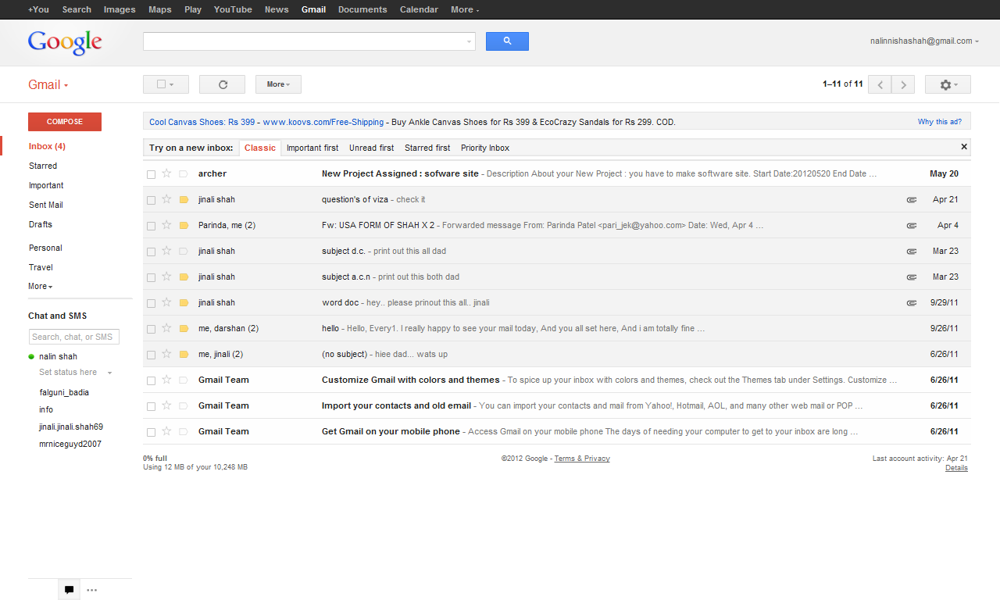 +You Search Images Maps Play YouTube News Gmail Documents Calendar More
Google
nalinnishashah@gmail.com
Gmail
More
1–11 of 11
COMPOSE
Cool Canvas Shoes: Rs 399 - www.koovs.com/Free-Shipping - Buy Ankle Canvas Shoes for Rs 399 & EcoCrazy Sandals for Rs 299. COD.
Why this ad?
Inbox (4)
Starred
Important
Sent Mail
Drafts
Personal
Travel
More
Try on a new inbox: Classic Important first Unread first Starred first Priority Inbox ×
archer New Project Assigned : sofware site - Description About your New Project : you have to make software site. Start Date:20120520 End Date ... May 20
jinali shah question's of viza - check it Apr 21
Parinda, me (2) Fw: USA FORM OF SHAH X 2 - Forwarded message From: Parinda Patel <pari_jek@yahoo.com> Date: Wed, Apr 4 ... Apr 4
jinali shah subject d.c. - print out this all dad Mar 23
jinali shah subject a.c.n - print out this both dad Mar 23
jinali shah word doc - hey.. please prinout this all.. jinali 9/29/11
me, darshan (2) hello - Hello, Every1. I really happy to see your mail today, And you all set here, And i am totally fine ... 9/26/11
me, jinali (2) (no subject) - hiee dad... wats up 6/26/11
Gmail Team Customize Gmail with colors and themes - To spice up your inbox with colors and themes, check out the Themes tab under Settings. Customize ... 6/26/11
Gmail Team Import your contacts and old email - You can import your contacts and mail from Yahoo!, Hotmail, AOL, and many other web mail or POP ... 6/26/11
Gmail Team Get Gmail on your mobile phone - Access Gmail on your mobile phone The days of needing your computer to get to your inbox are long ... 6/26/11
Chat and SMS
Search, chat, or SMS
nalin shah
Set status here
falguni_badia
info
jinali.jinali.shah69
mrniceguyd2007
0% full
Using 12 MB of your 10,248 MB
©2012 Google - Terms & Privacy
Last account activity: Apr 21
Details